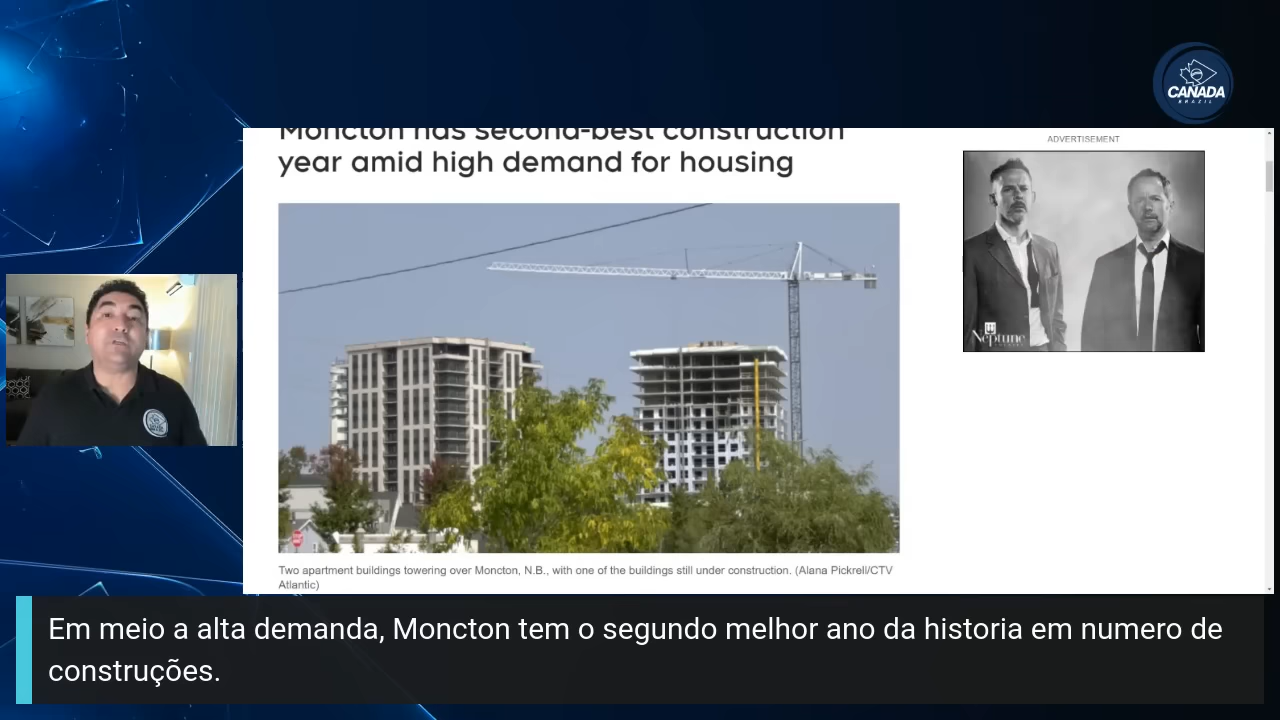 CANADA
BRAZIL
Moncton has second-best construction
year amid high demand for housing
ADVERTISEMENT
Neptune
Two apartment buildings towering over Moncton, N.B., with one of the buildings still under construction. (Alana Pickrell/CTV
Atlantic)
Em meio a alta demanda, Moncton tem o segundo melhor ano da historia em numero de
construções.